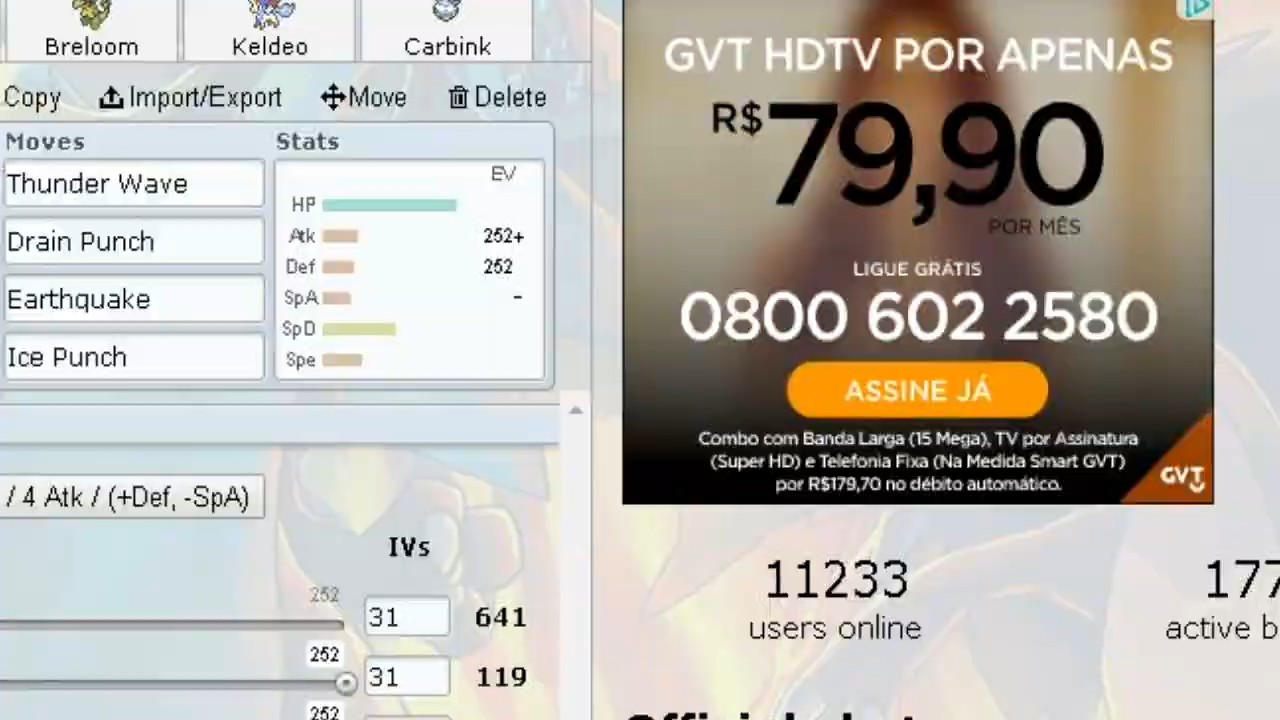 Breloom
Keldeo
Carbink
Copy
Import/Export
Move
Delete
Moves
Thunder Wave
Drain Punch
Earthquake
Ice Punch
Stats
EV
HP
Atk 252+
Def 252
SpA -
SpD
Spe
/ 4 Atk / (+Def, -SpA)
IVs
252 31 641
252 31 119
252
GVT HDTV POR APENAS
R$79,90
POR MÊS
LIGUE GRÁTIS
0800 602 2580
ASSINE JÁ
Combo com Banda Larga (15 Mega), TV por Assinatura
(Super HD) e Telefonia Fixa (Na Medida Smart GVT)
por R$179,70 no débito automático.
GVT
11233
users online
177
active b